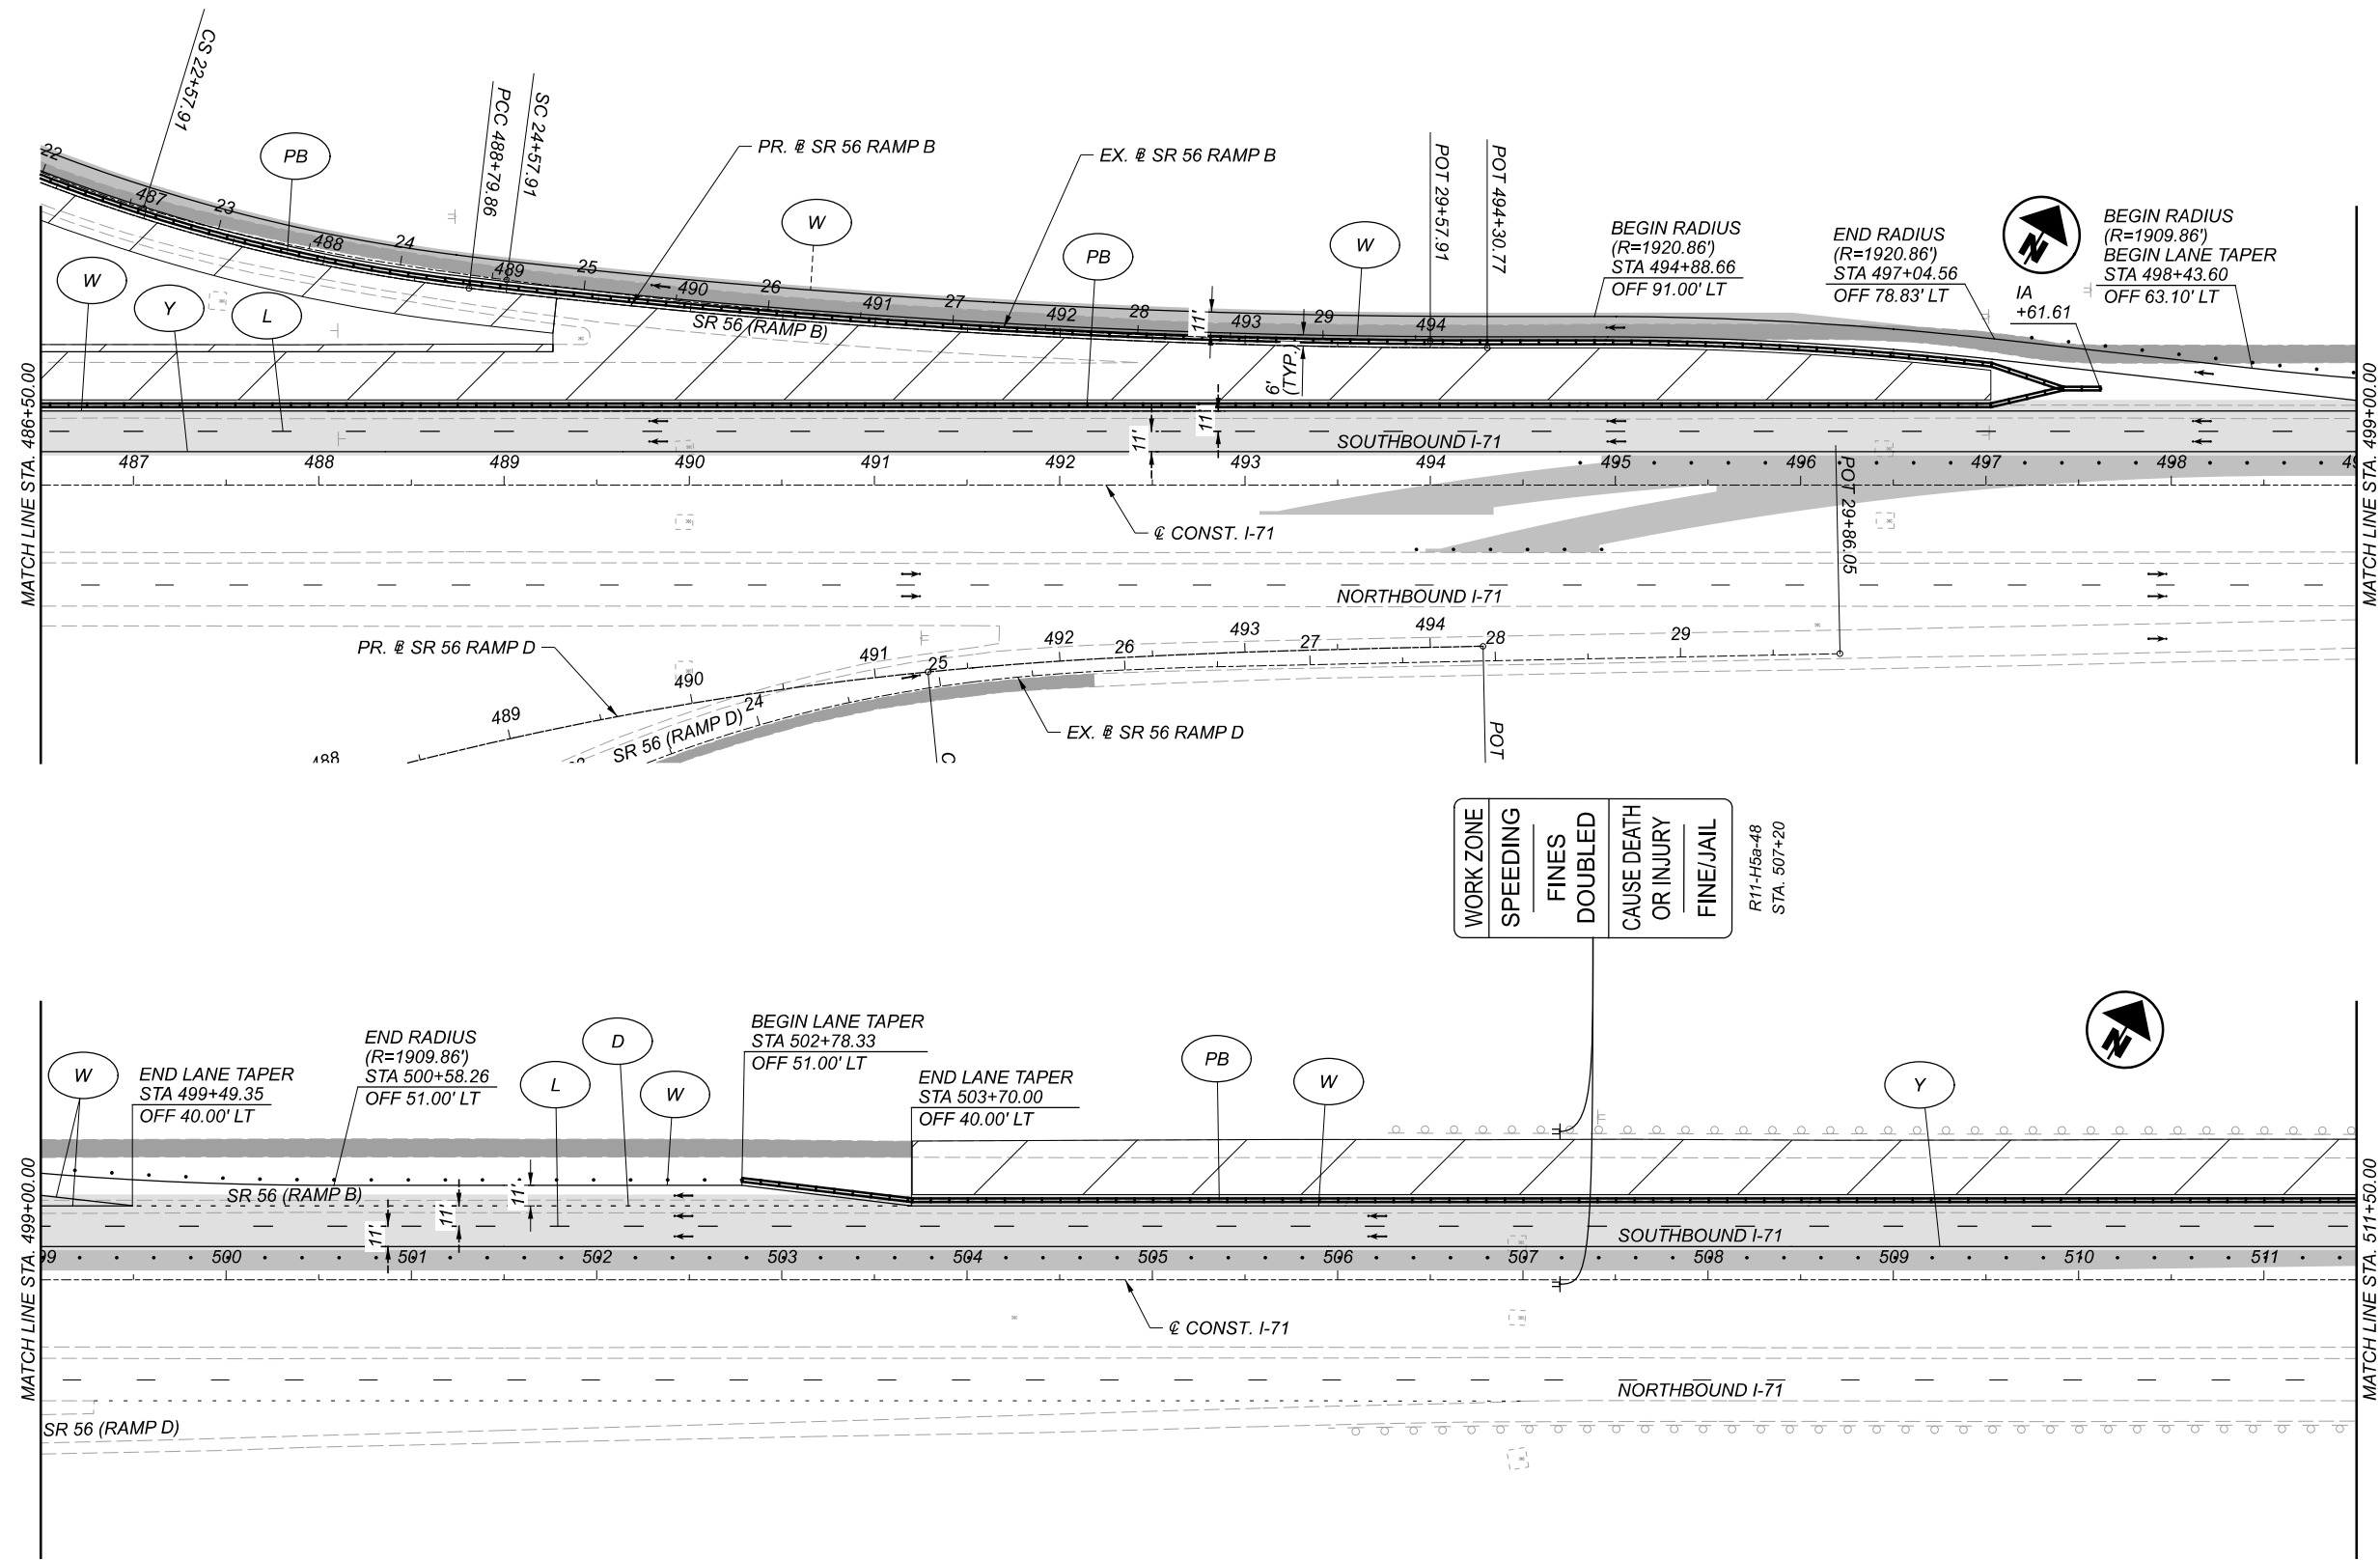 CS 22+57.91
PCC 488+79.86
SC 24+57.91
PB
PR. ⅊ SR 56 RAMP B
EX. ⅊ SR 56 RAMP B
W
PB
W
POT 29+57.91
POT 494+30.77
BEGIN RADIUS
(R=1920.86')
STA 494+88.66
OFF 91.00' LT
END RADIUS
(R=1920.86')
STA 497+04.56
OFF 78.83' LT
N
IA
+61.61
BEGIN RADIUS
(R=1909.86')
BEGIN LANE TAPER
STA 498+43.60
OFF 63.10' LT
22
487
23
488
24
489
25
490
26
491
27
492
28
493
29
494
11'
W
Y
L
SR 56 (RAMP B)
6'
(TYP.)
11'
11'
SOUTHBOUND I-71
487
488
489
490
491
492
493
494
495
496
497
498
49
MATCH LINE STA. 486+50.00
MATCH LINE STA. 499+00.00
POT 29+86.05
℄ CONST. I-71
NORTHBOUND I-71
PR. ⅊ SR 56 RAMP D
488
489
490
491
492
493
494
24
25
26
27
28
29
SR 56 (RAMP D)
EX. ⅊ SR 56 RAMP D
C
POT
WORK ZONE
SPEEDING
FINES
DOUBLED
CAUSE DEATH
OR INJURY
FINE/JAIL
R11-H5a-48
STA. 507+20
W
END LANE TAPER
STA 499+49.35
OFF 40.00' LT
END RADIUS
(R=1909.86')
STA 500+58.26
OFF 51.00' LT
L
D
W
BEGIN LANE TAPER
STA 502+78.33
OFF 51.00' LT
END LANE TAPER
STA 503+70.00
OFF 40.00' LT
PB
W
Y
N
SR 56 (RAMP B)
11'
11'
11'
SOUTHBOUND I-71
99
500
501
502
503
504
505
506
507
508
509
510
511
MATCH LINE STA. 499+00.00
MATCH LINE STA. 511+50.00
℄ CONST. I-71
NORTHBOUND I-71
SR 56 (RAMP D)